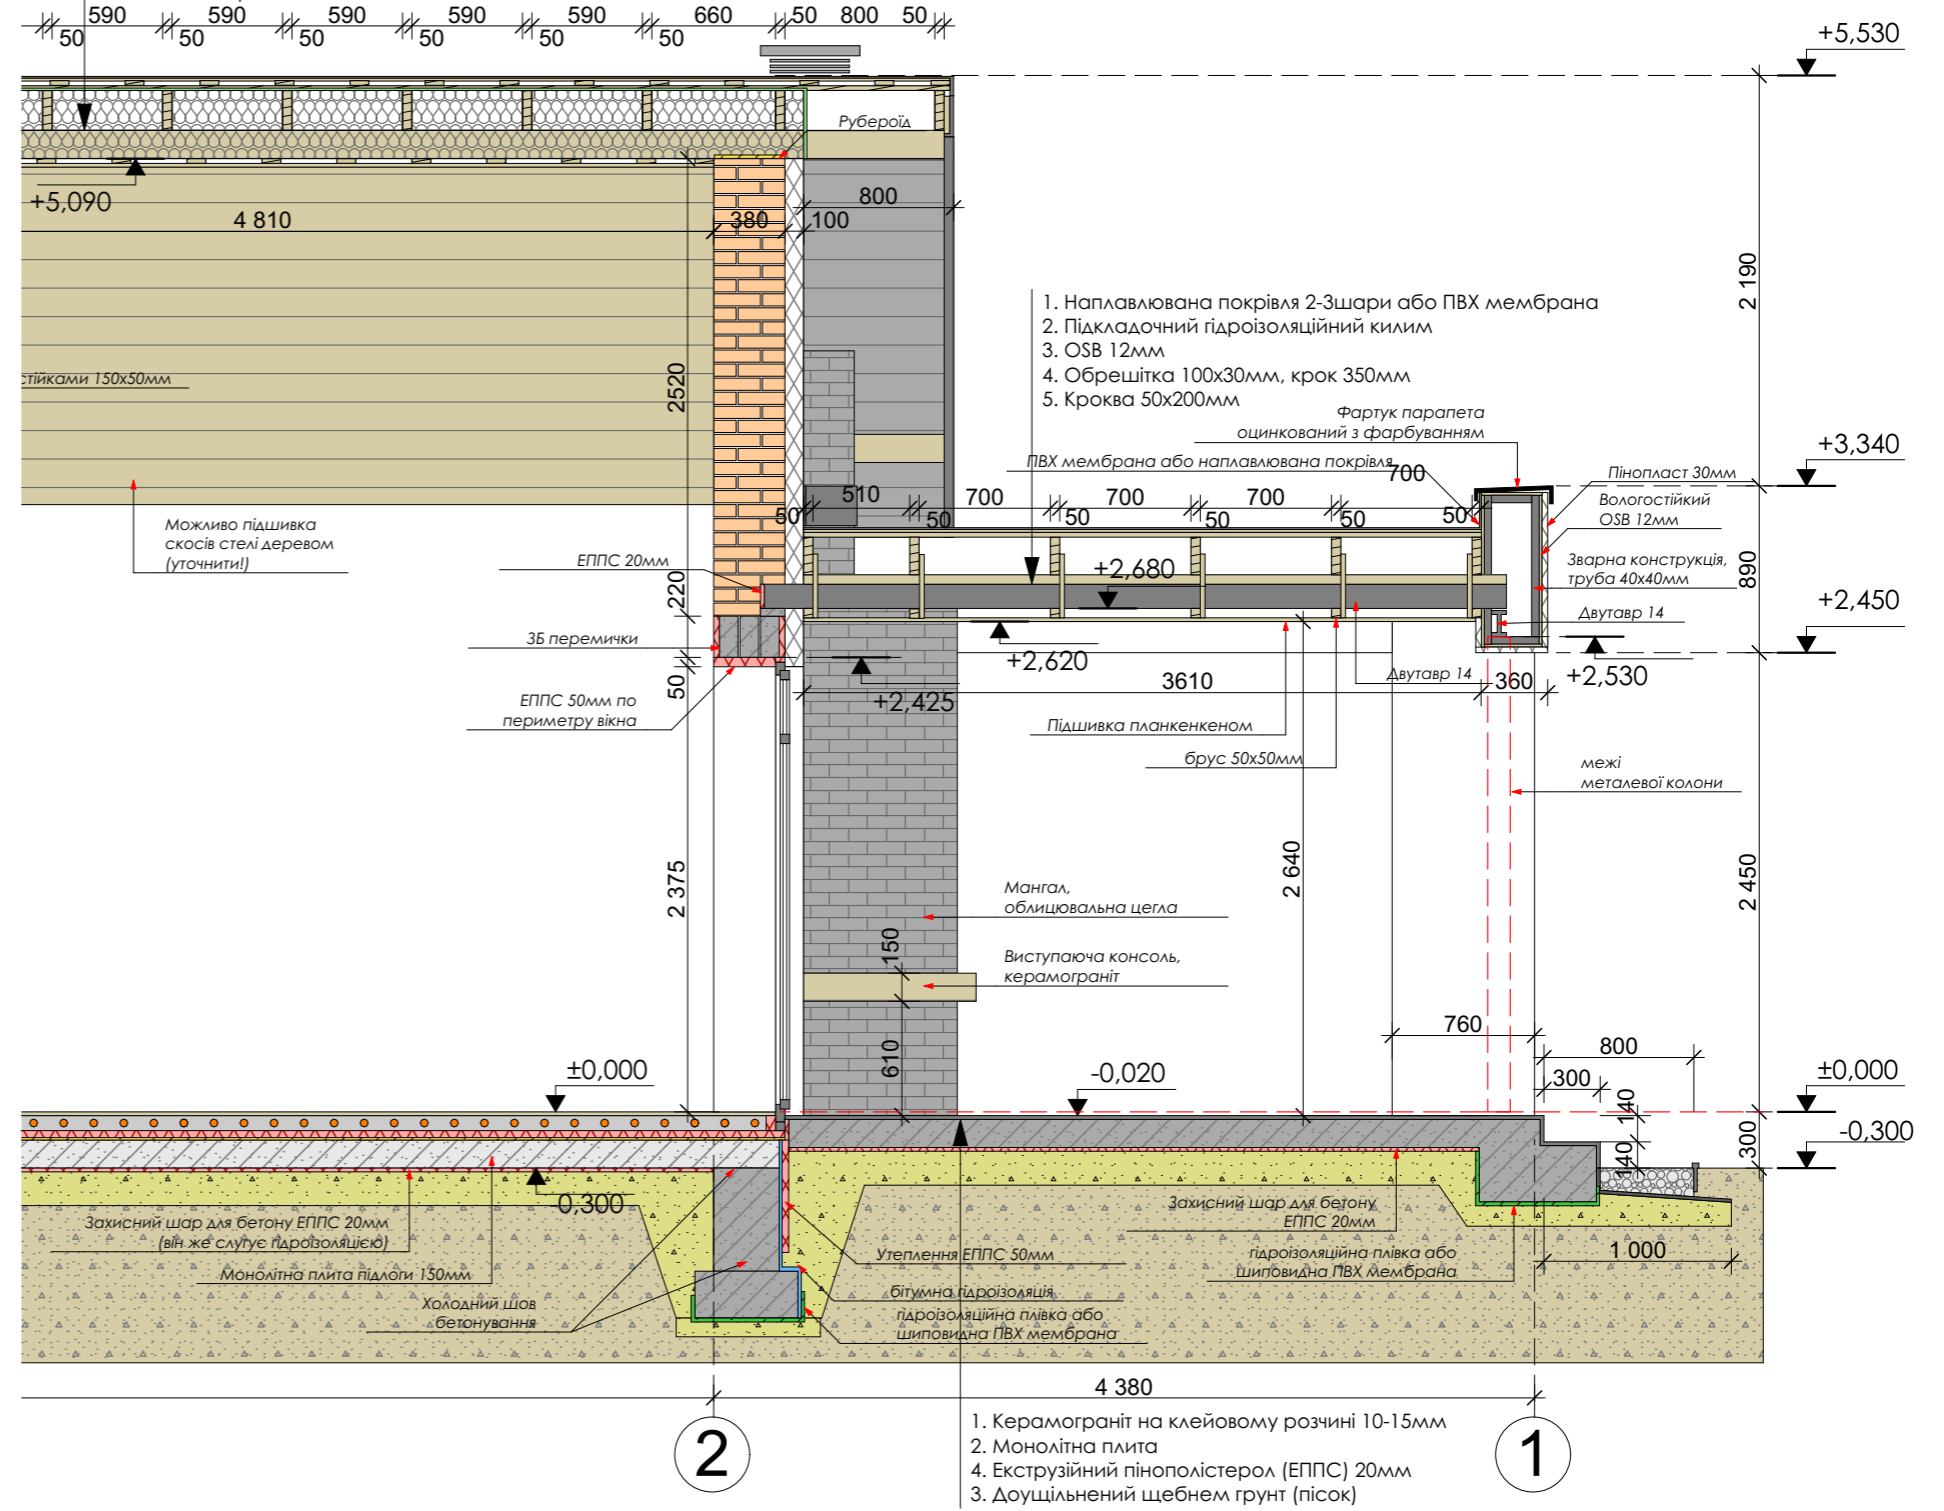 590 590 590 590 590 660 50 800 50
50 50 50 50 50 50
+5,530
Рубероїд
+5,090
4 810
380
100
800
2 190
1. Наплавлювана покрівля 2-3шари або ПВХ мембрана
2. Підкладочний гідроізоляційний килим
3. OSB 12мм
4. Обрешітка 100х30мм, крок 350мм
5. Кроква 50х200мм
стійками 150х50мм
2520
Фартук парапета
оцинкований з фарбуванням
+3,340
ПВХ мембрана або наплавлювана покрівля
700
Пінопласт 30мм
510 700 700 700
50 50 50 50 50 50
Вологостійкий
OSB 12мм
Можливо підшивка
скосів стелі деревом
(уточнити!)
ЕППС 20мм
+2,680
Зварна конструкція,
труба 40х40мм
890
220
Двутавр 14
+2,450
ЗБ перемички
+2,620
+2,530
50
3610
360
Двутавр 14
+2,425
ЕППС 50мм по
периметру вікна
Підшивка планкенкеном
брус 50х50мм
межі
металевої колони
2 375
2 640
2 450
Мангал,
облицювальна цегла
150
Виступаюча консоль,
керамограніт
610
760
800
300
±0,000
-0,020
±0,000
140
140
300
-0,300
-0,300
Захисний шар для бетону ЕППС 20мм
(він же слугує гідроізоляцією)
Захисний шар для бетону
ЕППС 20мм
Утеплення ЕППС 50мм
гідроізоляційна плівка або
шиповидна ПВХ мембрана
1 000
Монолітна плита підлоги 150мм
бітумна гідроізоляція
Холодний шов
бетонування
гідроізоляційна плівка або
шиповидна ПВХ мембрана
4 380
2
1
1. Керамограніт на клейовому розчині 10-15мм
2. Монолітна плита
4. Екструзійний пінополістерол (ЕППС) 20мм
3. Доущільнений щебнем грунт (пісок)